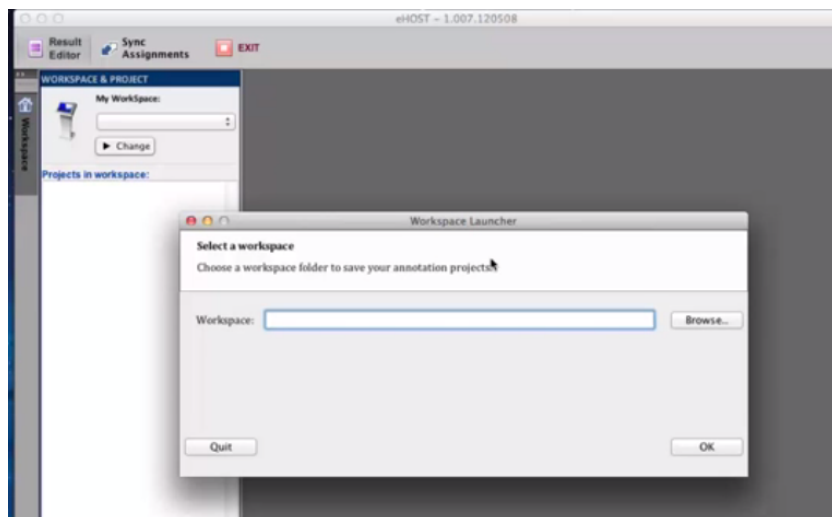 eHOST - 1.007.120508
Result Editor
Sync Assignments
EXIT
Workspace
WORKSPACE & PROJECT
My WorkSpace:
Change
Projects in workspace:
Workspace Launcher
Select a workspace
Choose a workspace folder to save your annotation projects
Workspace:
Browse...
Quit
OK